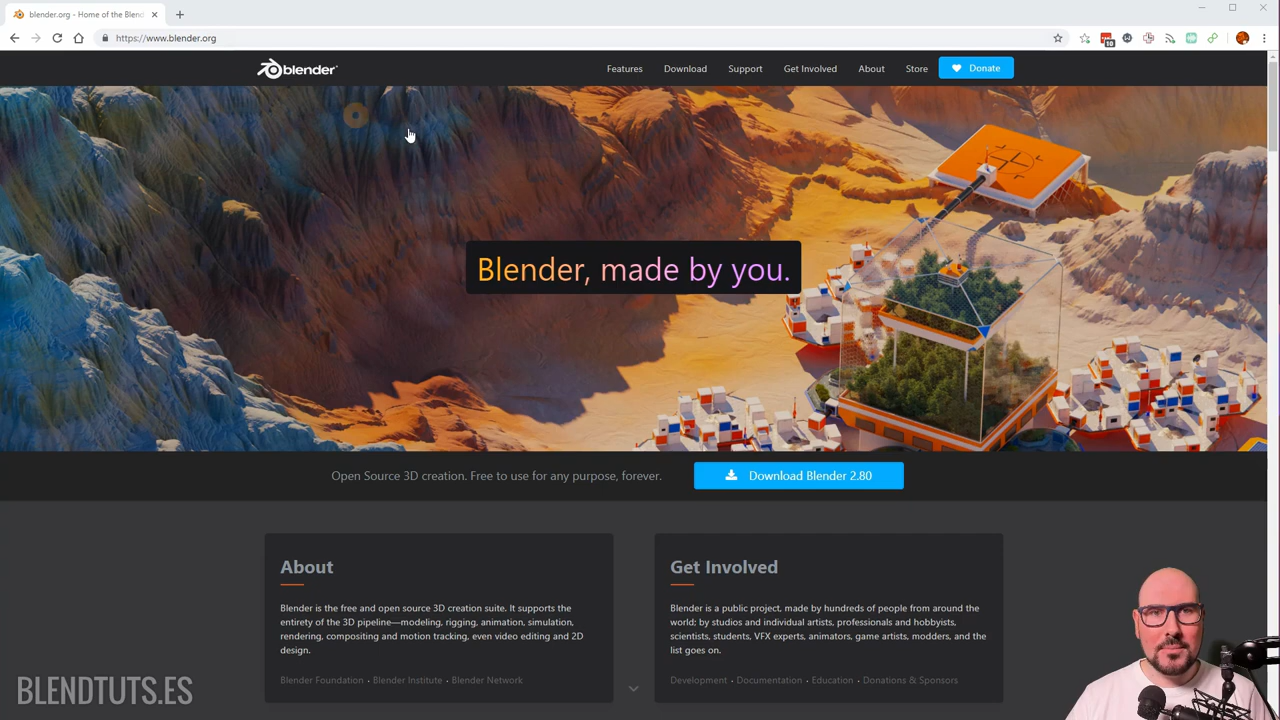 blender.org - Home of the Blend
https://www.blender.org
10
blender
Features
Download
Support
Get Involved
About
Store
Donate
Blender, made by you.
Open Source 3D creation. Free to use for any purpose, forever.
Download Blender 2.80
About
Blender is the free and open source 3D creation suite. It supports the
entirety of the 3D pipeline—modeling, rigging, animation, simulation,
rendering, compositing and motion tracking, even video editing and 2D
design.
Blender Foundation · Blender Institute · Blender Network
Get Involved
Blender is a public project, made by hundreds of people from around the
world; by studios and individual artists, professionals and hobbyists,
scientists, students, VFX experts, animators, game artists, modders, and the
list goes on.
Development · Documentation · Education · Donations & Sponsors
BLENDTUTS.ES